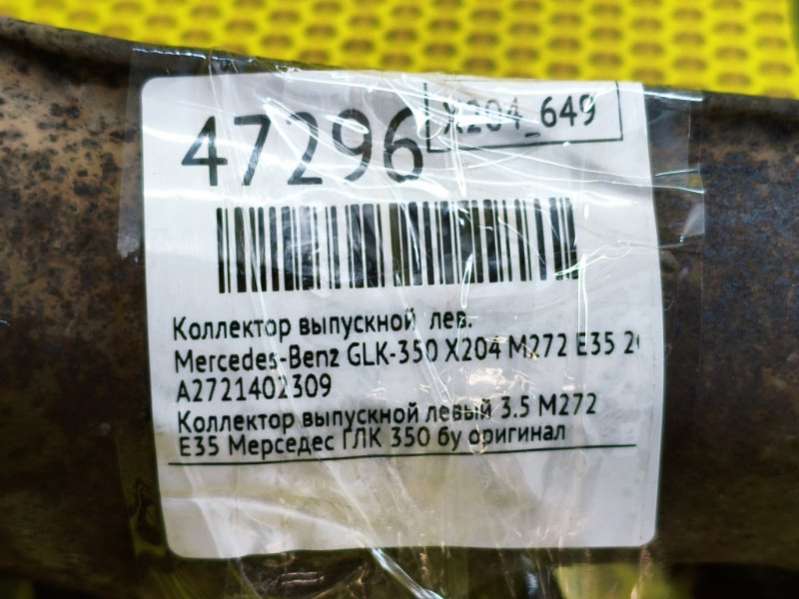 X204_649
47296
Коллектор выпускной лев.
Mercedes-Benz GLK-350 X204 M272 E35
A2721402309
Коллектор выпускной левый 3.5 M272
E35 Мерседес ГЛК 350 бу оригинал